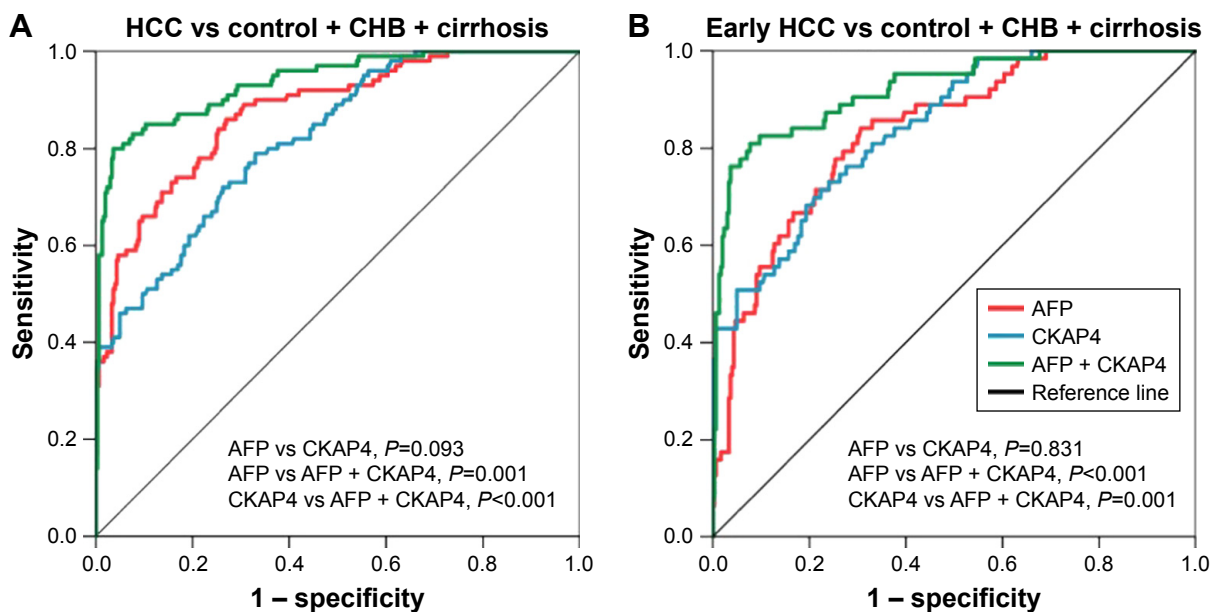 A HCC vs control + CHB + cirrhosis
1.0
0.8
0.6
0.4
0.2
0.0
Sensitivity
AFP vs CKAP4, P=0.093
AFP vs AFP + CKAP4, P=0.001
CKAP4 vs AFP + CKAP4, P<0.001
0.0 0.2 0.4 0.6 0.8 1.0
1 – specificity
B Early HCC vs control + CHB + cirrhosis
1.0
0.8
0.6
0.4
0.2
0.0
Sensitivity
AFP
CKAP4
AFP + CKAP4
Reference line
AFP vs CKAP4, P=0.831
AFP vs AFP + CKAP4, P<0.001
CKAP4 vs AFP + CKAP4, P=0.001
0.0 0.2 0.4 0.6 0.8 1.0
1 – specificity